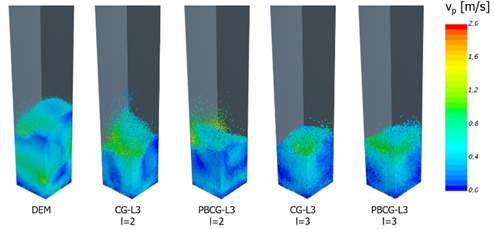 vp [m/s]
2,0
1,6
1,2
0,8
0,4
0,0
DEM
CG-L3
l=2
PBCG-L3
l=2
CG-L3
l=3
PBCG-L3
l=3